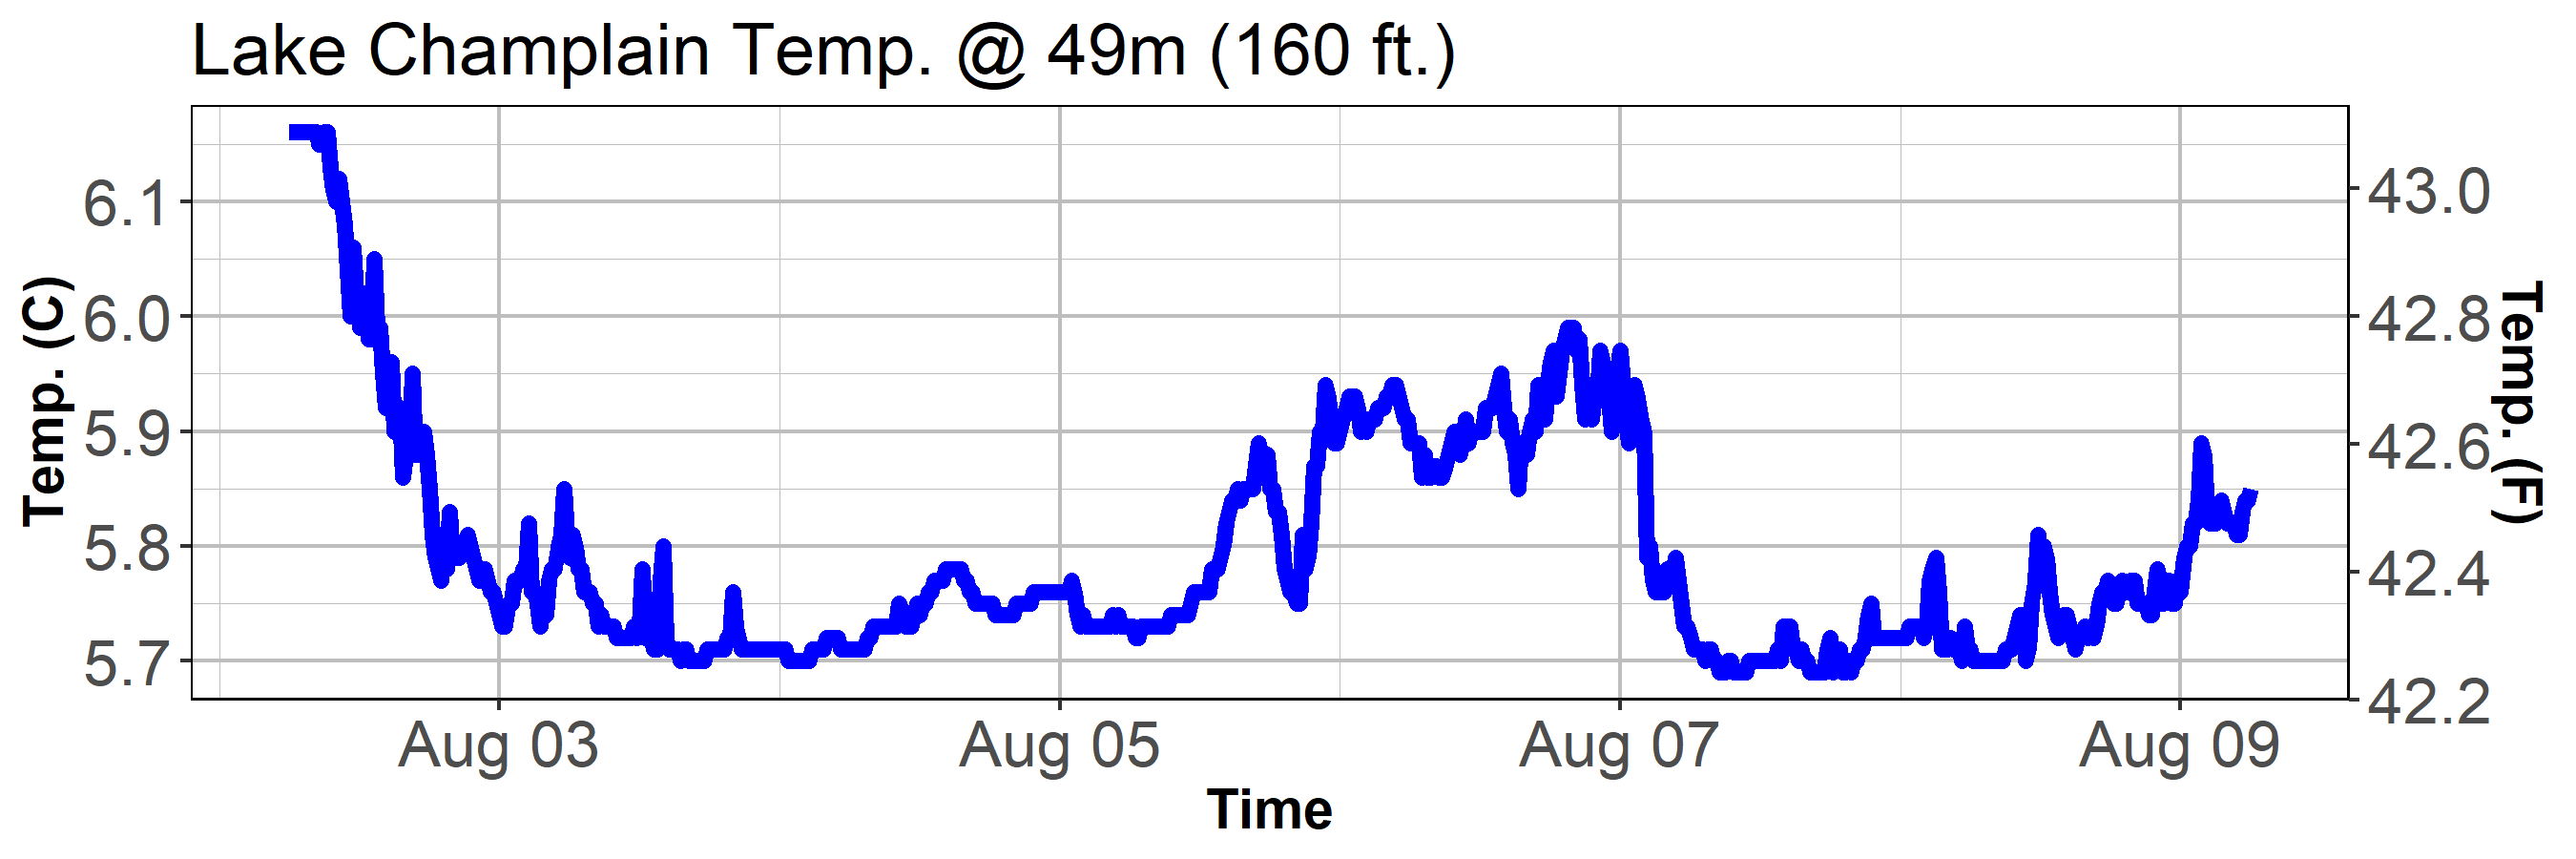 Lake Champlain Temp. @ 49m (160 ft.)
6.1
6.0
5.9
5.8
5.7
Temp. (C)
43.0
42.8
42.6
42.4
42.2
Temp. (F)
Aug 03
Aug 05
Aug 07
Aug 09
Time